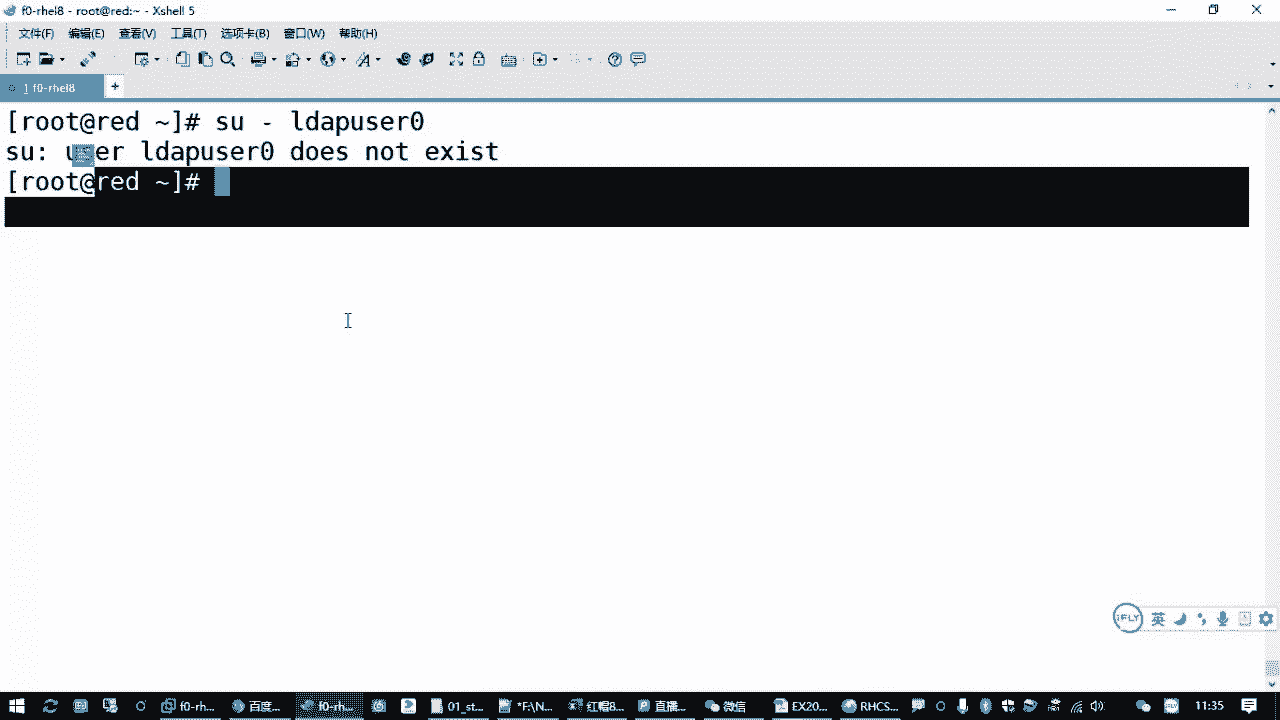 f0-rhel8 - root@red:~ - Xshell 5
文件(F) 编辑(E) 查看(V) 工具(T) 选项卡(B) 窗口(W) 帮助(H)
1 f0-rhel8
[root@red ~]# su - ldapuser0
su: user ldapuser0 does not exist
[root@red ~]#
iFLY 英
f0-rh... 百度... f0-rh... 01_st... *F:\N... 红帽8... 直播... 微信 EX20... RHCS... 11:35